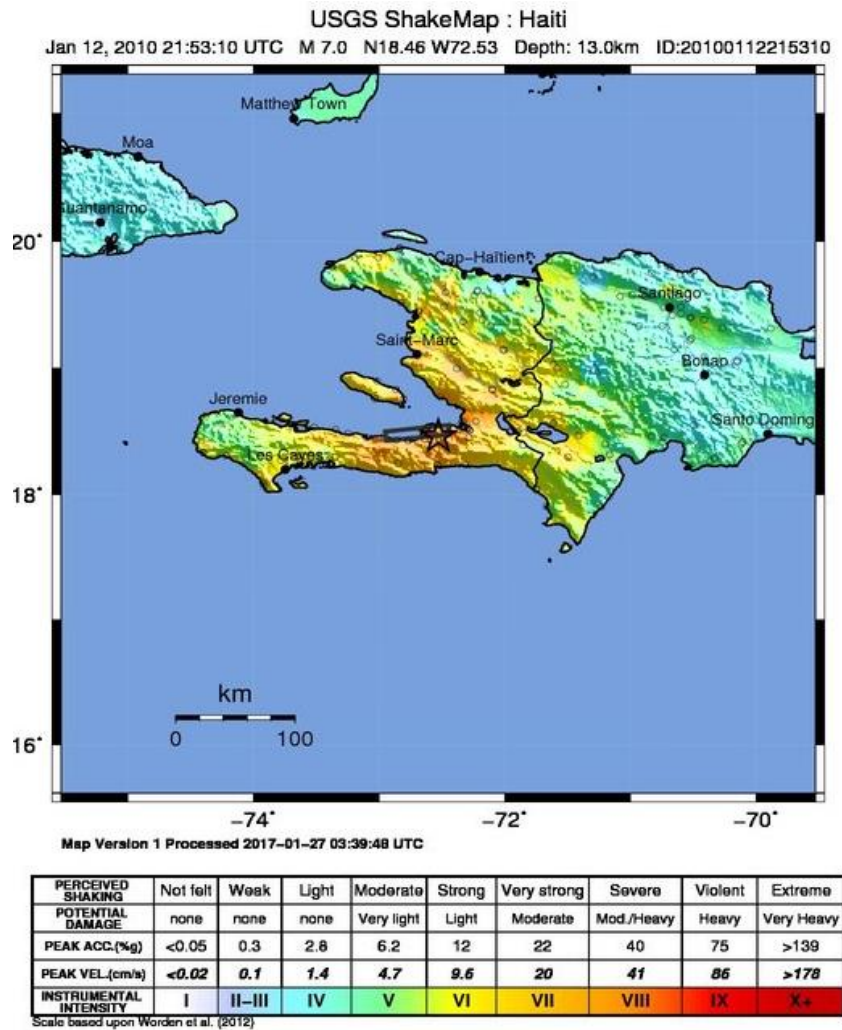 USGS ShakeMap : Haiti
Jan 12, 2010 21:53:10 UTC M 7.0 N18.46 W72.53 Depth: 13.0km ID:20100112215310
Matthew Town
Moa
Guantanamo
20°
Cap-Haïtien
Santiago
Saint-Marc
Bonao
Jeremie
Santo Doming
Les Cayes
18°
km
0 100
16°
-74° -72° -70°
Map Version 1 Processed 2017-01-27 03:39:48 UTC
PERCEIVED SHAKING Not felt Weak Light Moderate Strong Very strong Severe Violent Extreme
POTENTIAL DAMAGE none none none Very light Light Moderate Mod./Heavy Heavy Very Heavy
PEAK ACC.(%g) <0.05 0.3 2.8 6.2 12 22 40 75 >139
PEAK VEL.(cm/s) <0.02 0.1 1.4 4.7 9.6 20 41 86 >178
INSTRUMENTAL INTENSITY I II-III IV V VI VII VIII IX X+
Scale based upon Worden et al. (2012)